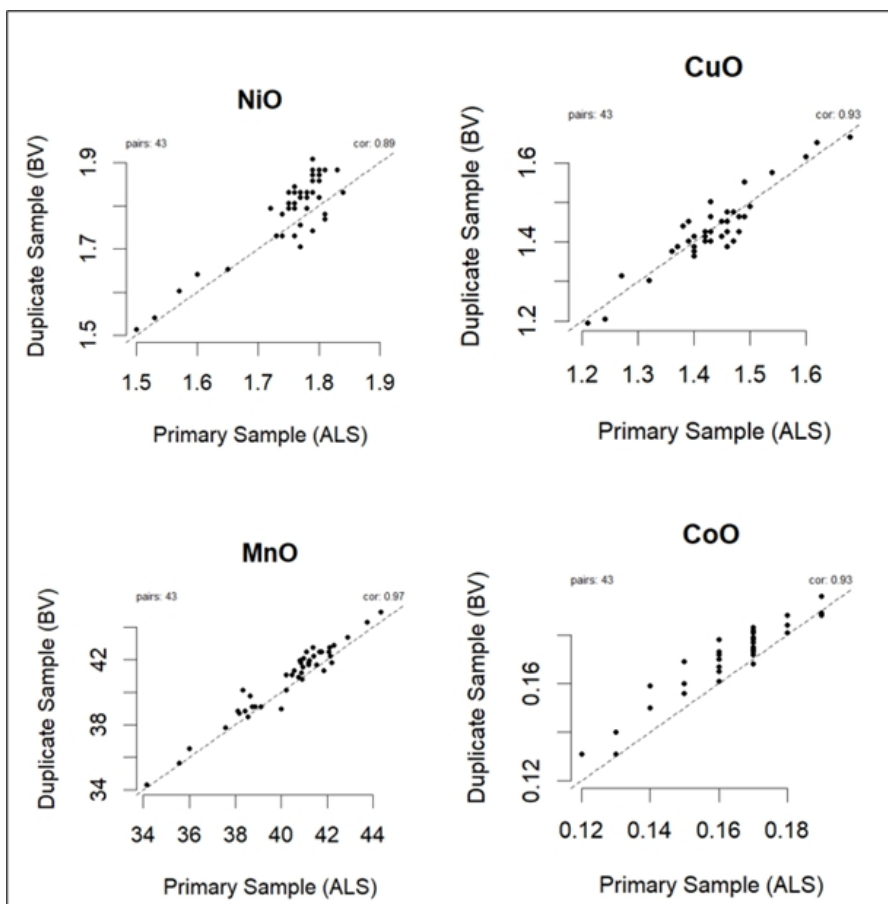 NiO
pairs: 43 cor: 0.89
Duplicate Sample (BV)
1.9
1.7
1.5
1.5 1.6 1.7 1.8 1.9
Primary Sample (ALS)
CuO
pairs: 43 cor: 0.93
Duplicate Sample (BV)
1.6
1.4
1.2
1.2 1.3 1.4 1.5 1.6
Primary Sample (ALS)
MnO
pairs: 43 cor: 0.97
Duplicate Sample (BV)
42
38
34
34 36 38 40 42 44
Primary Sample (ALS)
CoO
pairs: 43 cor: 0.93
Duplicate Sample (BV)
0.16
0.12
0.12 0.14 0.16 0.18
Primary Sample (ALS)